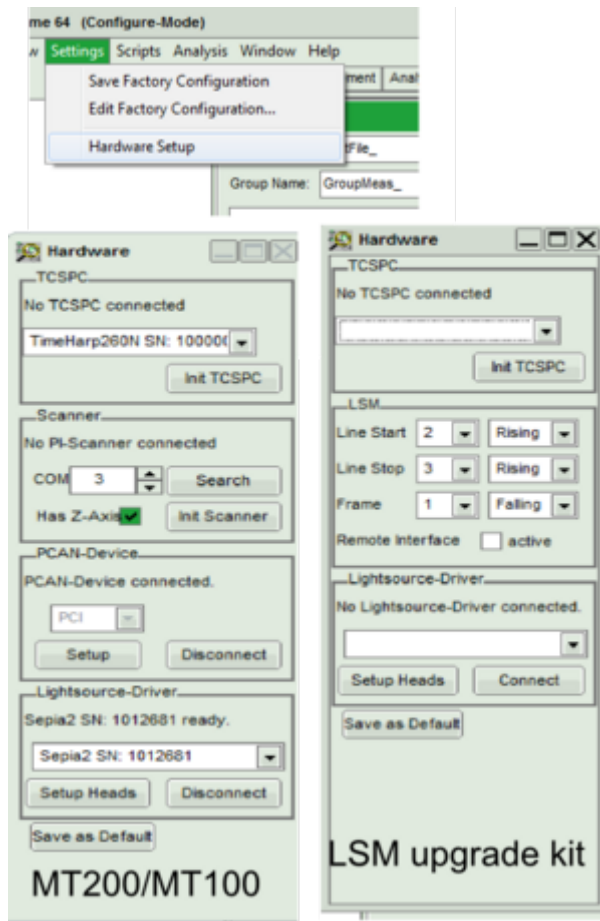 me 64 (Configure-Mode)
Settings Scripts Analysis Window Help
Save Factory Configuration
Edit Factory Configuration...
Hardware Setup
ment Anal
tFile_
Group Name: GroupMeas_
Hardware
TCSPC
No TCSPC connected
TimeHarp260N SN: 100000
Init TCSPC
Scanner
No PI-Scanner connected
COM 3 Search
Has Z-Axis Init Scanner
PCAN-Device
PCAN-Device connected.
PCI
Setup Disconnect
Lightsource-Driver
Sepia2 SN: 1012681 ready.
Sepia2 SN: 1012681
Setup Heads Disconnect
Save as Default
MT200/MT100
Hardware
TCSPC
No TCSPC connected
Init TCSPC
LSM
Line Start 2 Rising
Line Stop 3 Rising
Frame 1 Falling
Remote Interface active
Lightsource-Driver
No Lightsource-Driver connected.
Setup Heads Connect
Save as Default
LSM upgrade kit